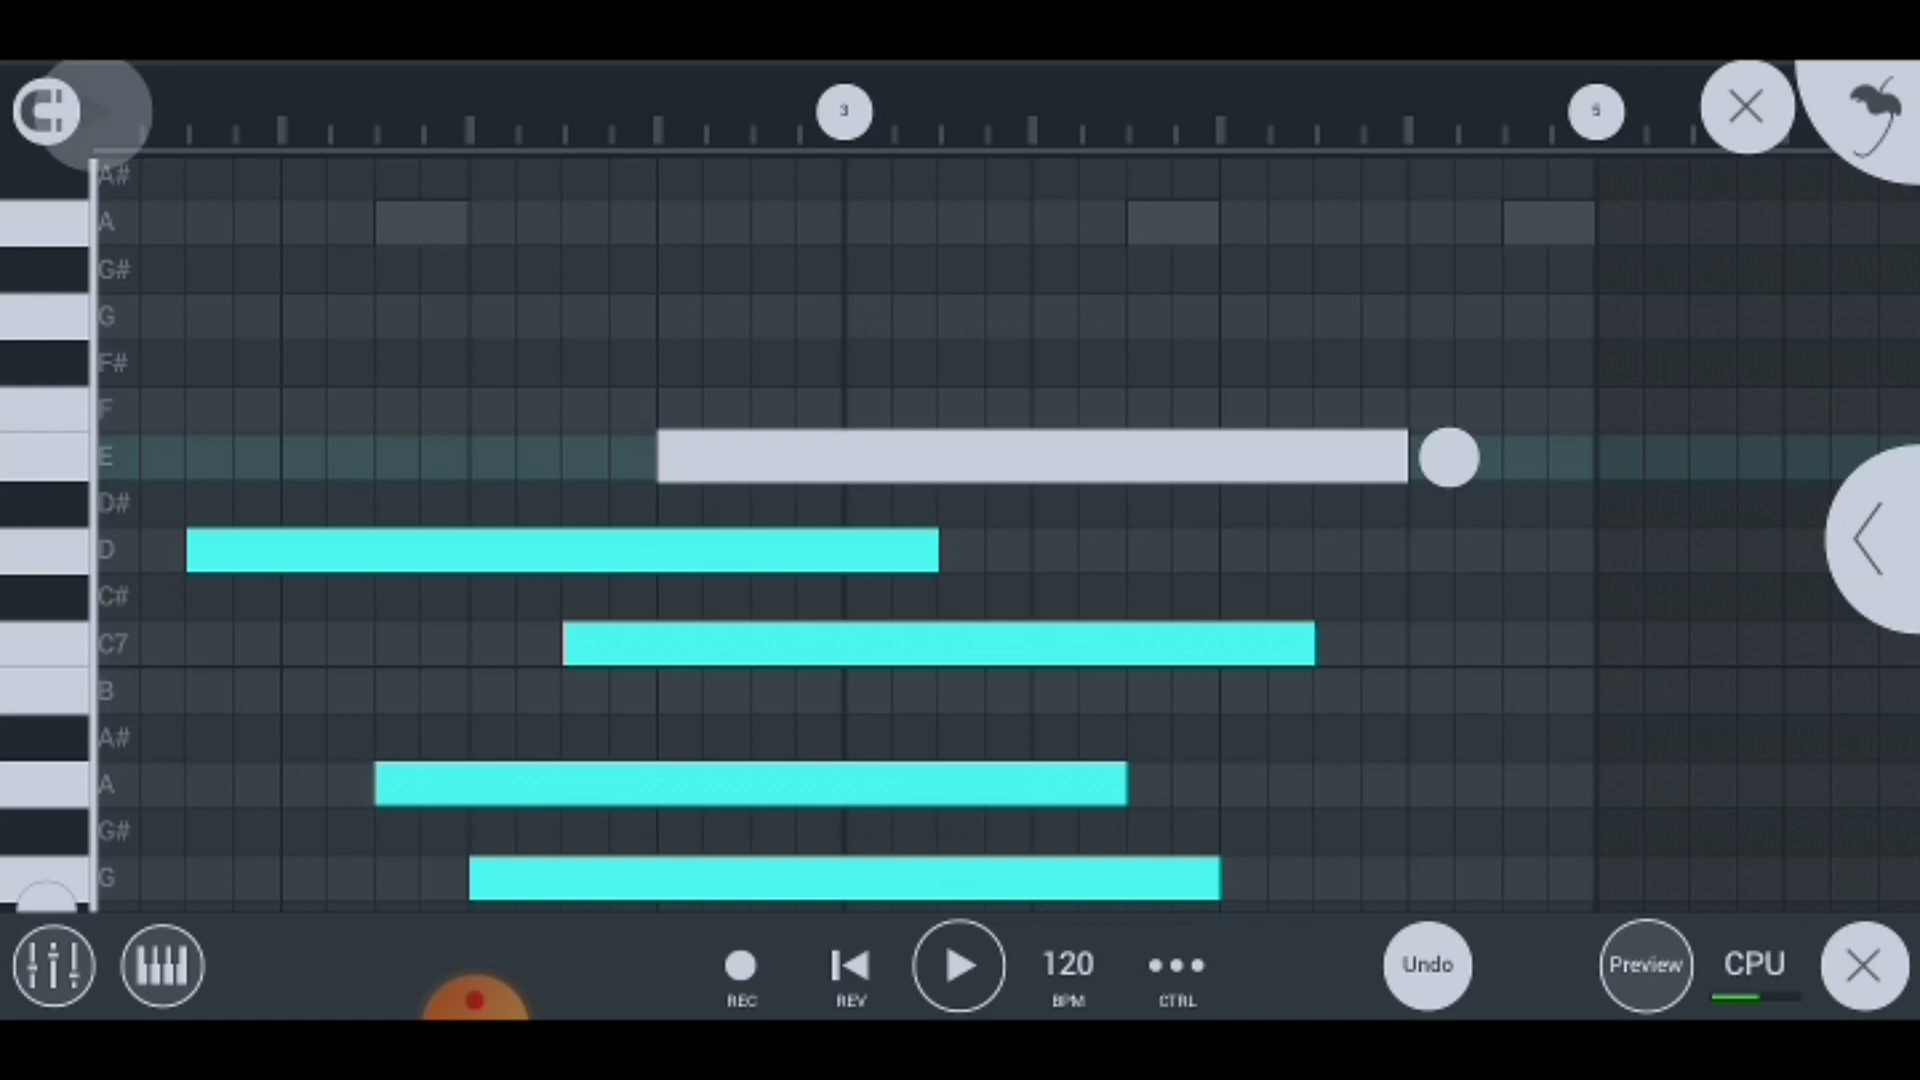 3
5
A#
A
G#
G
F#
F
E
D#
D
C#
C7
B
A#
A
G#
G
120
Undo
Preview
CPU
REC
REV
BPM
CTRL